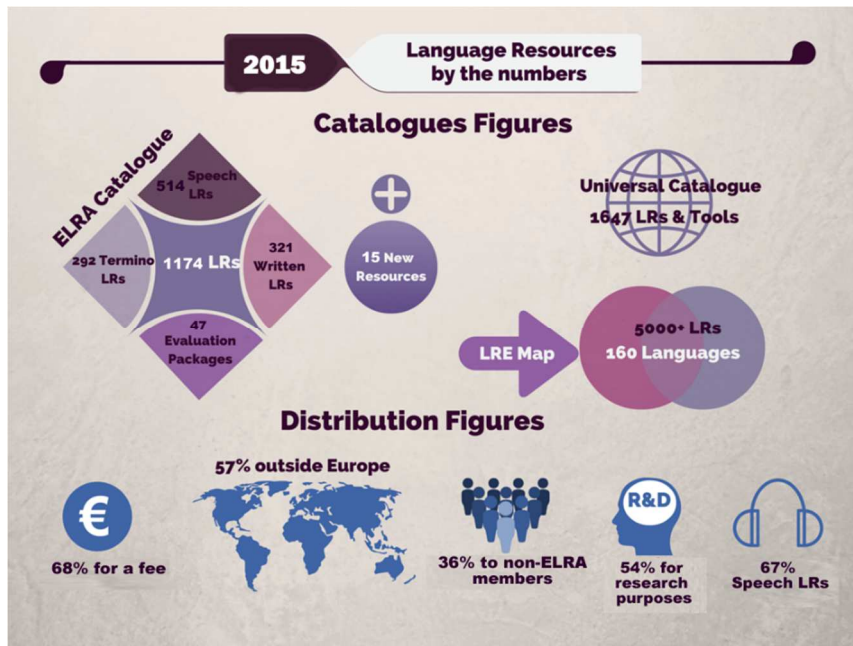 2015
Language Resources
by the numbers
Catalogues Figures
ELRA Catalogue
514 Speech
LRs
292 Termino
LRs
1174 LRs
321
Written
LRs
47
Evaluation
Packages
15 New
Resources
Universal Catalogue
1647 LRs & Tools
LRE Map
5000+ LRs
160 Languages
Distribution Figures
€
68% for a fee
57% outside Europe
36% to non-ELRA
members
R&D
54% for
research
purposes
67%
Speech LRs